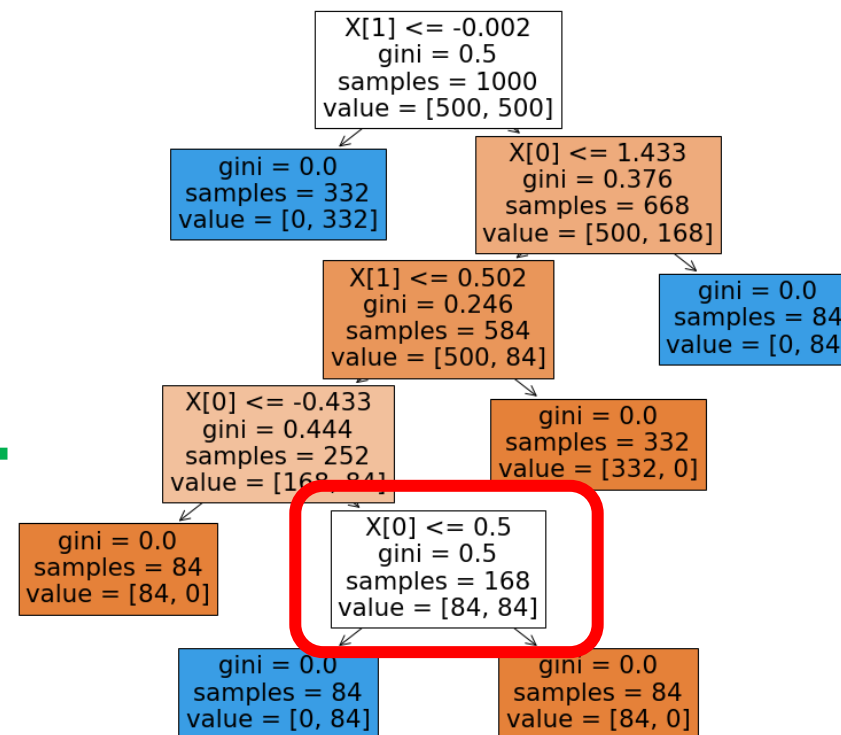 X[1] <= -0.002
gini = 0.5
samples = 1000
value = [500, 500]
gini = 0.0
samples = 332
value = [0, 332]
X[0] <= 1.433
gini = 0.376
samples = 668
value = [500, 168]
X[1] <= 0.502
gini = 0.246
samples = 584
value = [500, 84]
gini = 0.0
samples = 84
value = [0, 84
X[0] <= -0.433
gini = 0.444
samples = 252
value = [168, 84]
gini = 0.0
samples = 332
value = [332, 0]
gini = 0.0
samples = 84
value = [84, 0]
X[0] <= 0.5
gini = 0.5
samples = 168
value = [84, 84]
gini = 0.0
samples = 84
value = [0, 84]
gini = 0.0
samples = 84
value = [84, 0]